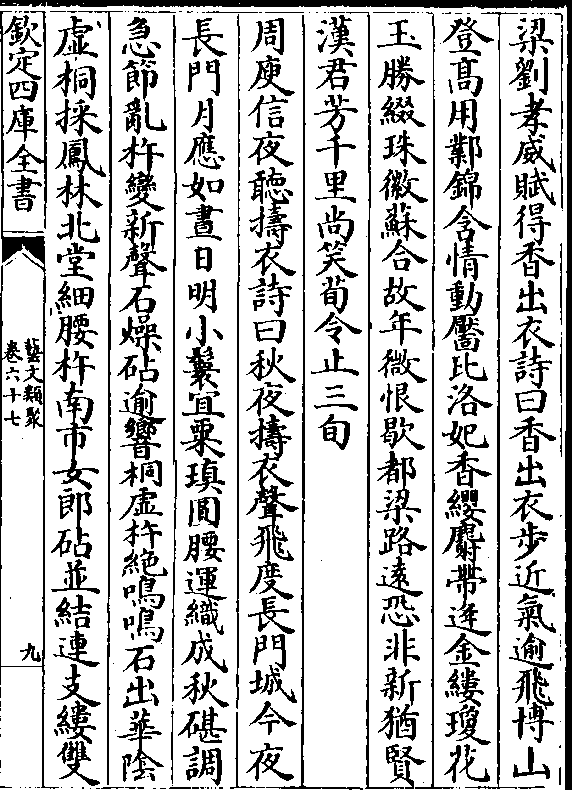 梁劉孝威賦得香出衣詩曰香出衣步近氣逾飛博山
登髙用鄴錦含情動靨比洛妃香纓麝帶逢金縷瓊花
玉勝綴珠徽蘇合故年微恨歇都梁路遠恐非新猶賢
漢君芳千里尚笑荀令止三旬
周庾信夜聽擣衣詩曰秋夜擣衣聲飛度長門城今夜
長門月應如晝日明小鬟宜粟瑱圓腰運織成秋碪調
急節亂杵變新聲石燥砧逾響桐虚杵絶鳴鳴石出華陰
虚桐採鳳林北堂細腰杵南市女郎砧並結連支縷雙
欽定四庫全書
藝文類聚
卷六十七
九